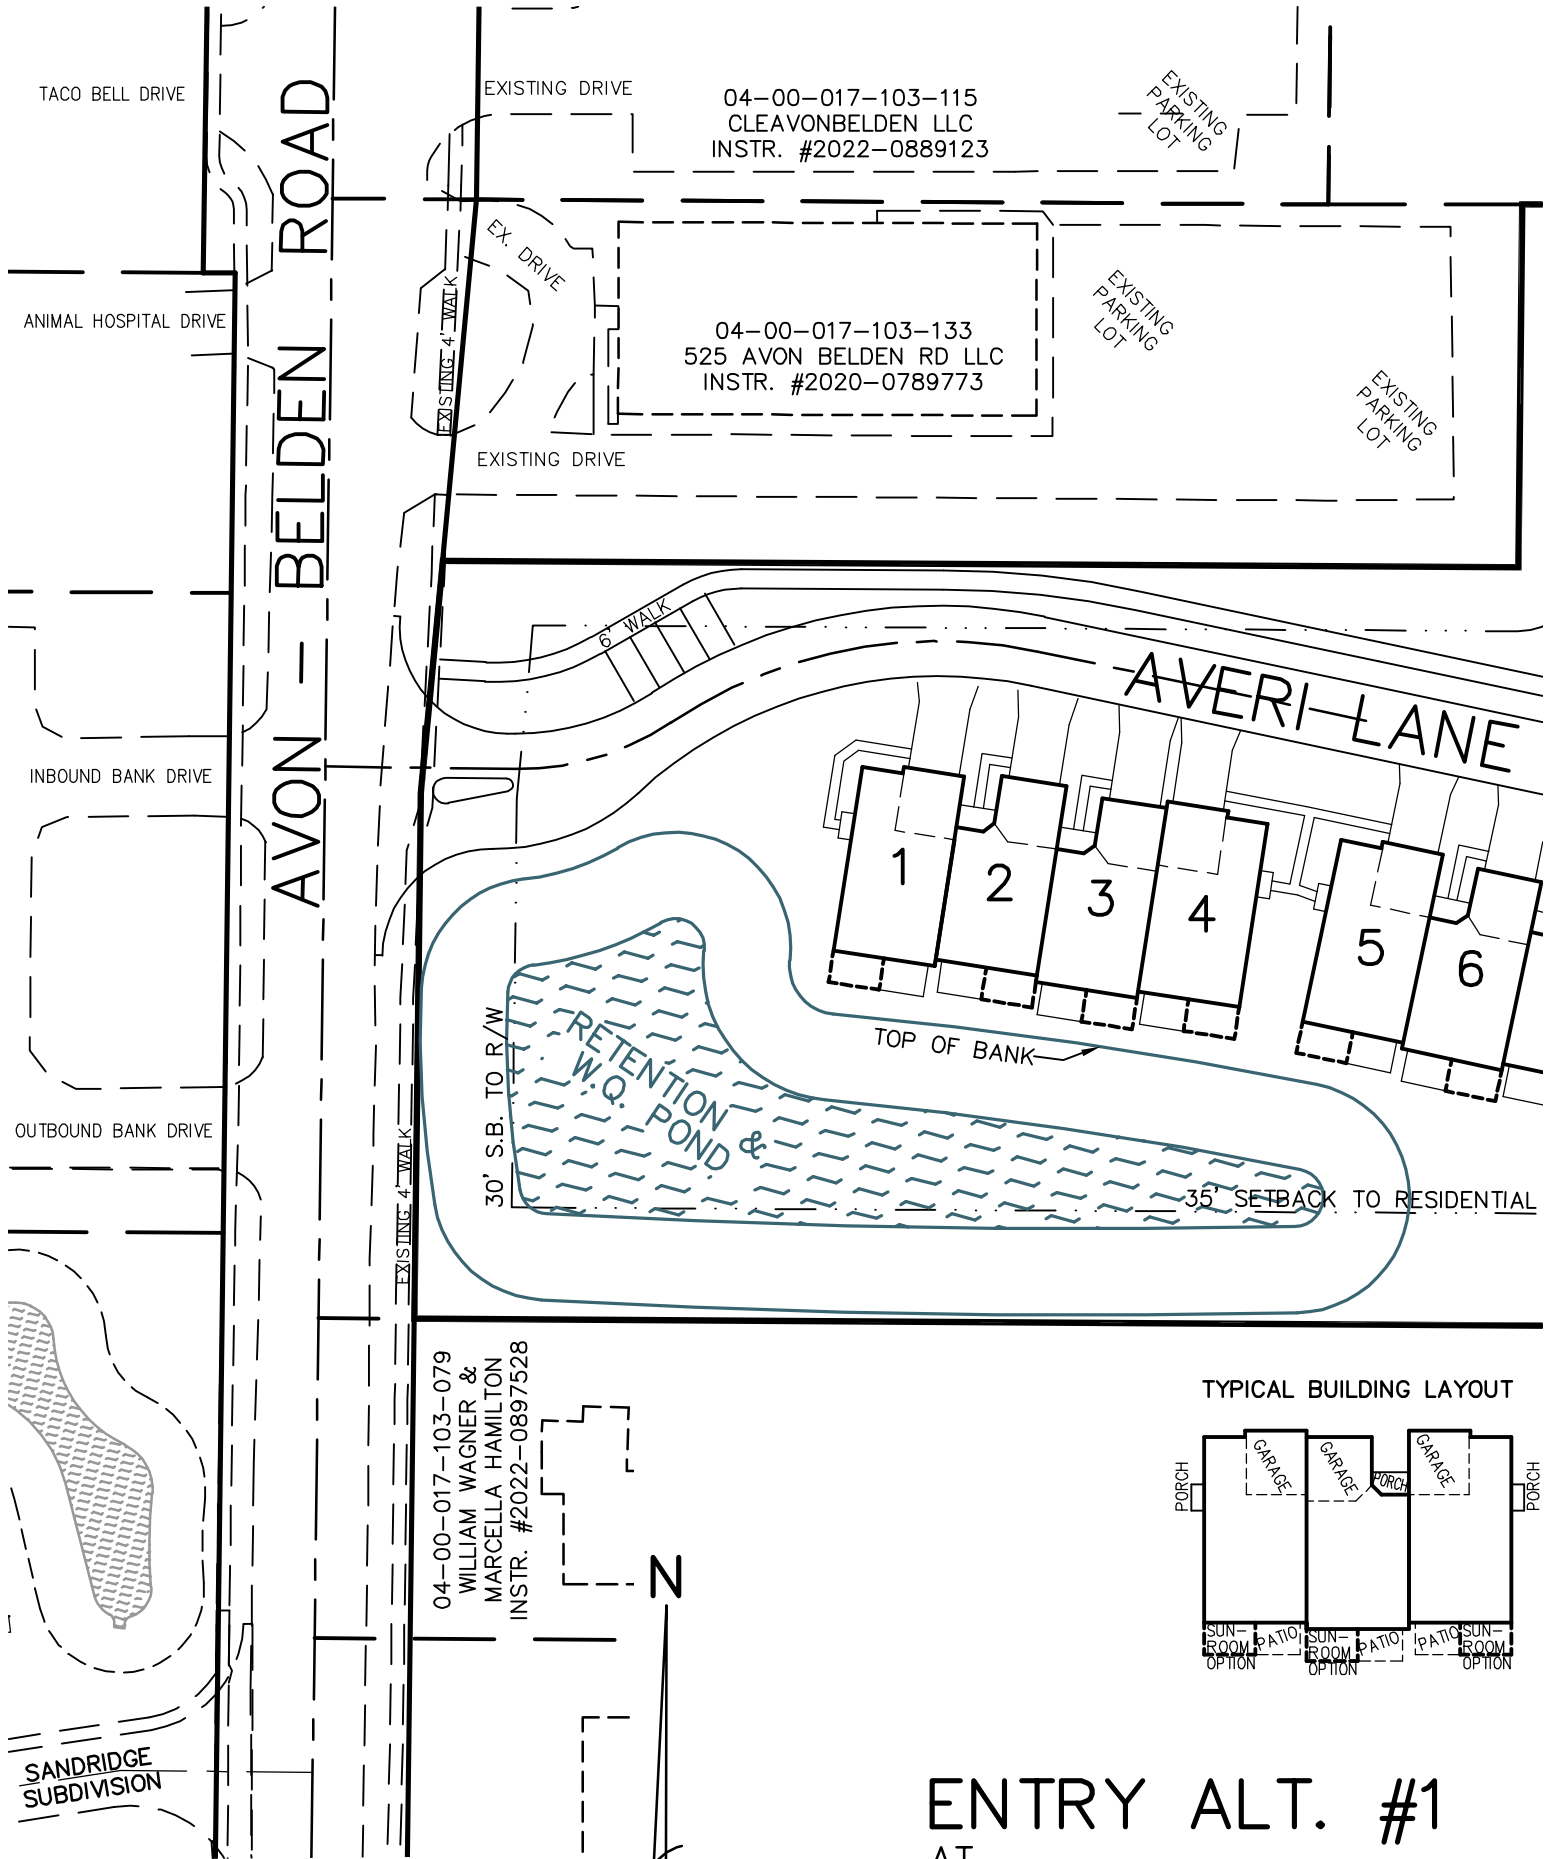 TACO BELL DRIVE
EXISTING DRIVE
04-00-017-103-115
CLEAVONBELDEN LLC
INSTR. #2022-0889123
EXISTING
PARKING
LOT
AVON - BELDEN ROAD
EX. DRIVE
ANIMAL HOSPITAL DRIVE
EXISTING 4' WALK
04-00-017-103-133
525 AVON BELDEN RD LLC
INSTR. #2020-0789773
EXISTING
PARKING
LOT
EXISTING
PARKING
LOT
EXISTING DRIVE
6' WALK
AVERI LANE
INBOUND BANK DRIVE
1
2
3
4
5
6
TOP OF BANK
RETENTION &
W.Q. POND
30' S.B. TO R/W
OUTBOUND BANK DRIVE
EXISTING 4' WALK
35' SETBACK TO RESIDENTIAL
04-00-017-103-079
WILLIAM WAGNER &
MARCELLA HAMILTON
INSTR. #2022-0897528
TYPICAL BUILDING LAYOUT
GARAGE
GARAGE
GARAGE
PORCH
PORCH
PORCH
SUN-
ROOM
OPTION
PATIO
SUN-
ROOM
OPTION
PATIO
PATIO
SUN-
ROOM
OPTION
N
SANDRIDGE
SUBDIVISION
ENTRY ALT. #1
AT